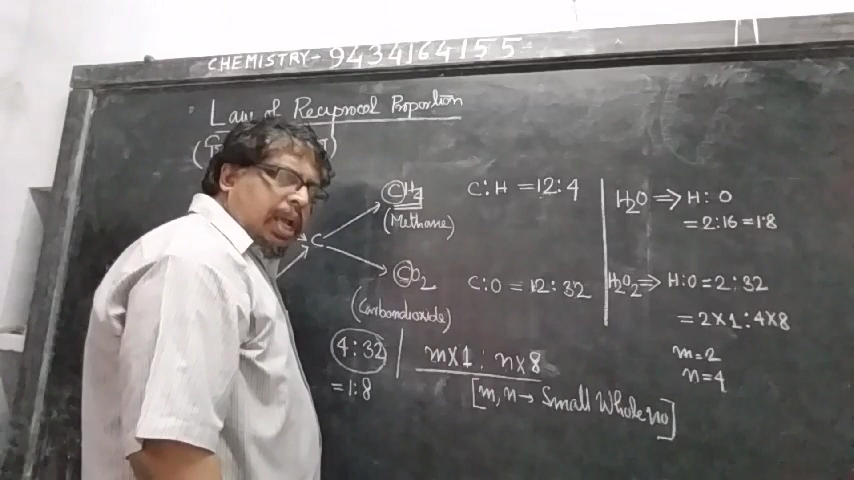 CHEMISTRY- 9434164155
Law of Reciprocal Proportion
C
CH4
(Methane)
CO2
(Carbondioxide)
C:H = 12:4
C:O = 12:32
4:32
=1:8
m×1 : n×8
[m, n → Small Whole no]
H2O ⇒ H:O
= 2:16 = 1:8
H2O2 ⇒ H:O = 2:32
= 2×1 : 4×8
m=2
n=4